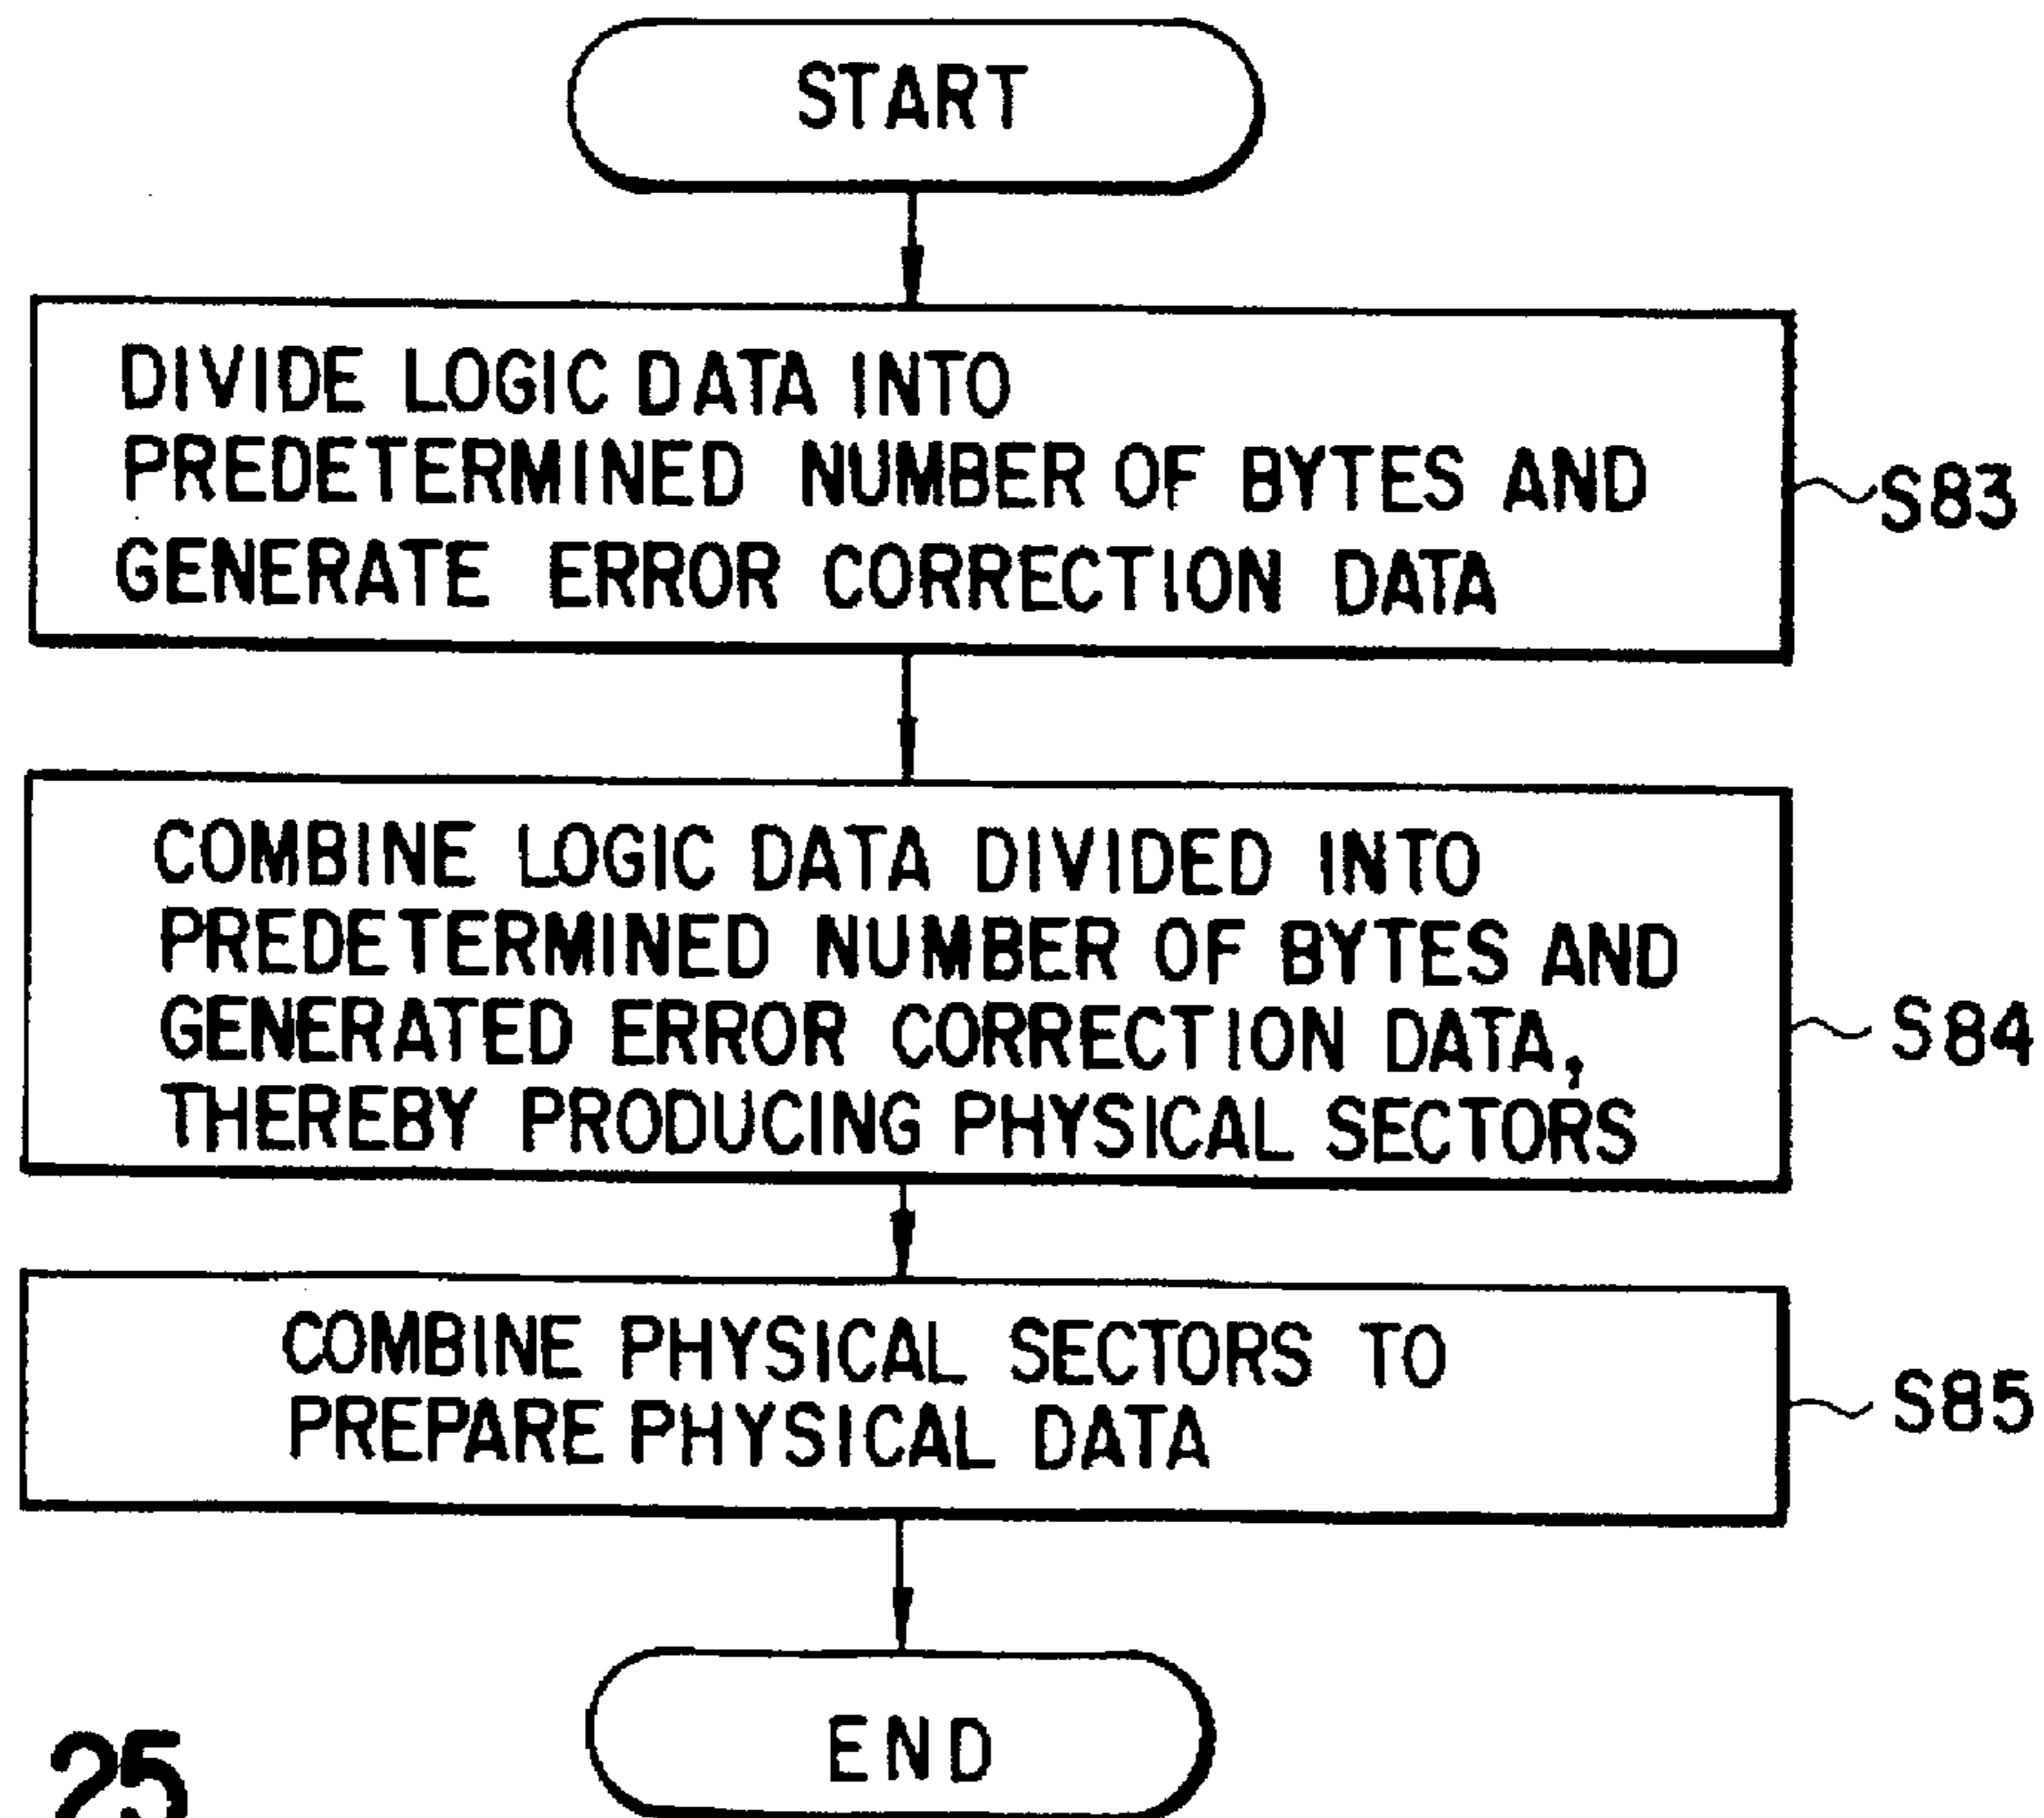 START
DIVIDE LOGIC DATA INTO
PREDETERMINED NUMBER OF BYTES AND
GENERATE ERROR CORRECTION DATA
S83
COMBINE LOGIC DATA DIVIDED INTO
PREDETERMINED NUMBER OF BYTES AND
GENERATED ERROR CORRECTION DATA,
THEREBY PRODUCING PHYSICAL SECTORS
S84
COMBINE PHYSICAL SECTORS TO
PREPARE PHYSICAL DATA
S85
END
25